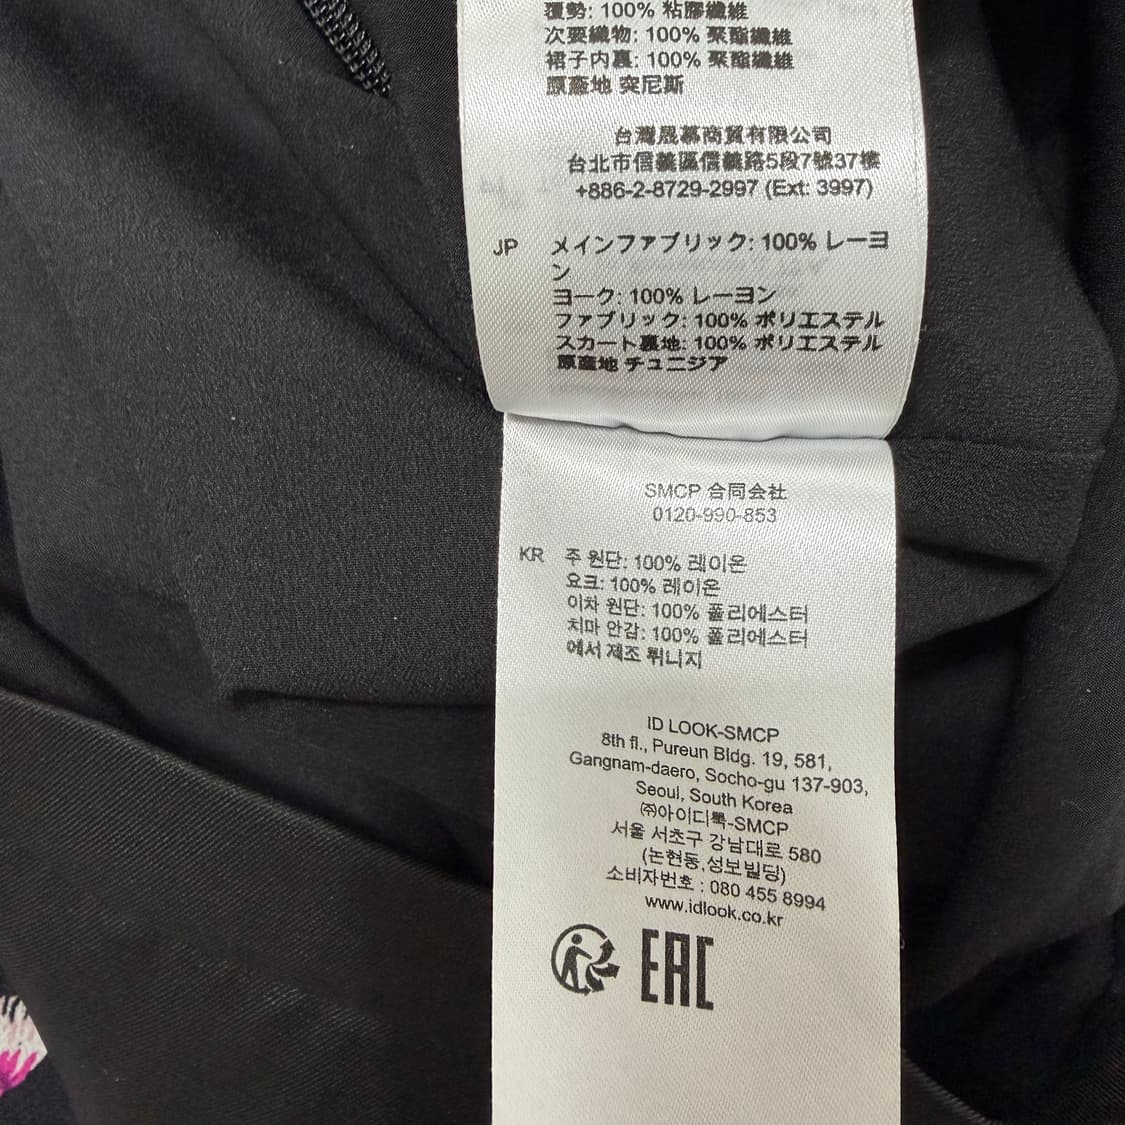 覆勢: 100% 粘膠纖維
次要織物: 100% 聚酯纖維
裙子內裏: 100% 聚酯纖維
原產地 突尼斯
台灣晟慕商貿有限公司
台北市信義區信義路5段7號37樓
+886-2-8729-2997 (Ext: 3997)
JP メインファブリック: 100% レーヨ
ン
ヨーク: 100% レーヨン
ファブリック: 100% ポリエステル
スカート裏地: 100% ポリエステル
原産地 チュニジア
SMCP 合同会社
0120-990-853
KR 주 원단: 100% 레이온
요크: 100% 레이온
이차 원단: 100% 폴리에스터
치마 안감: 100% 폴리에스터
에서 제조 튀니지
ID LOOK-SMCP
8th fl., Pureun Bldg. 19, 581,
Gangnam-daero, Socho-gu 137-903,
Seoul, South Korea
㈜아이디룩-SMCP
서울 서초구 강남대로 580
(논현동,성보빌딩)
소비자번호 : 080 455 8994
www.idlook.co.kr
EAC